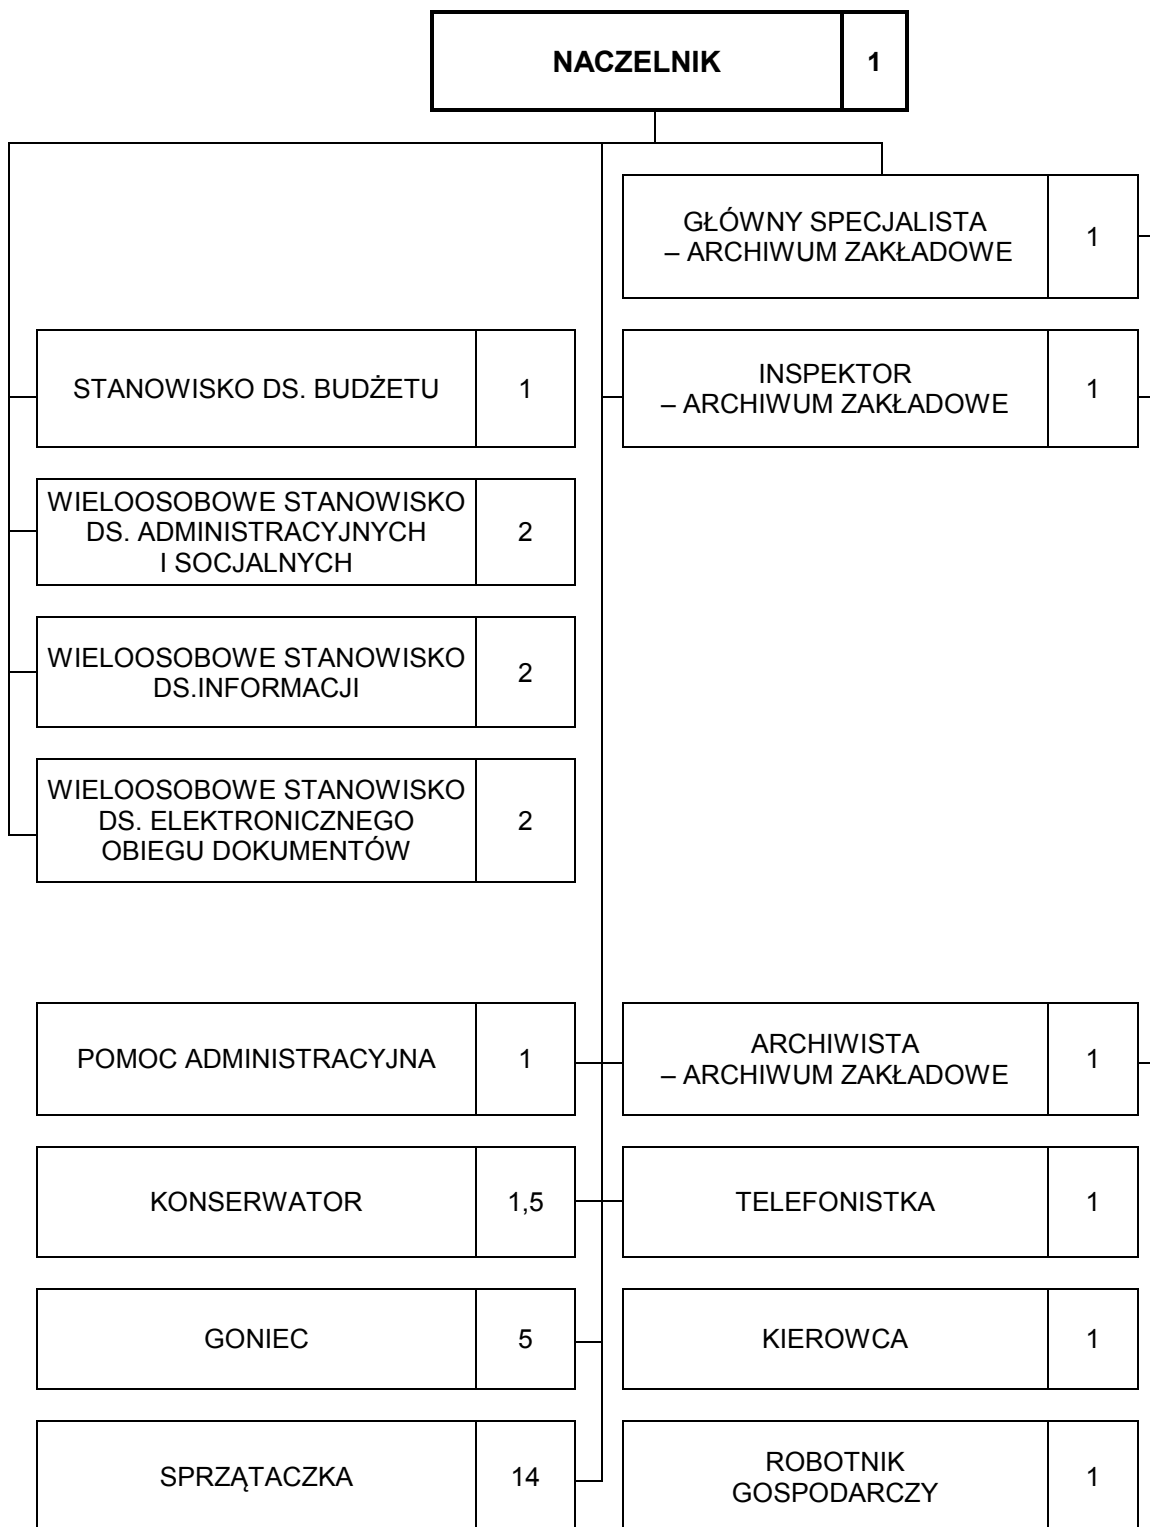 NACZELNIK 1
GŁÓWNY SPECJALISTA
– ARCHIWUM ZAKŁADOWE
1
STANOWISKO DS. BUDŻETU 1
INSPEKTOR
– ARCHIWUM ZAKŁADOWE
1
WIELOOSOBOWE STANOWISKO
DS. ADMINISTRACYJNYCH
I SOCJALNYCH
2
WIELOOSOBOWE STANOWISKO
DS.INFORMACJI
2
WIELOOSOBOWE STANOWISKO
DS. ELEKTRONICZNEGO
OBIEGU DOKUMENTÓW
2
POMOC ADMINISTRACYJNA 1
ARCHIWISTA
– ARCHIWUM ZAKŁADOWE
1
KONSERWATOR 1,5
TELEFONISTKA 1
GONIEC 5
KIEROWCA 1
SPRZĄTACZKA 14
ROBOTNIK
GOSPODARCZY
1